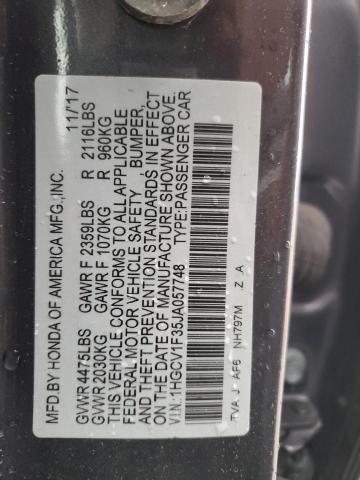 MFD.BY HONDA OF AMERICA MFG.,INC. 11/17
GVWR 4475LBS GAWR F 2359LBS R 2116LBS
GVWR 2030KG GAWR F 1070KG R 960KG
THIS VEHICLE CONFORMS TO ALL APPLICABLE
FEDERAL MOTOR VEHICLE SAFETY BUMPER,
AND THEFT PREVENTION STANDARDS IN EFFECT
ON THE DATE OF MANUFACTURE SHOWN ABOVE.
VIN:1HGCV1F35JA057748 TYPE:PASSENGER CAR
TVA J AF6 NH797M Z A